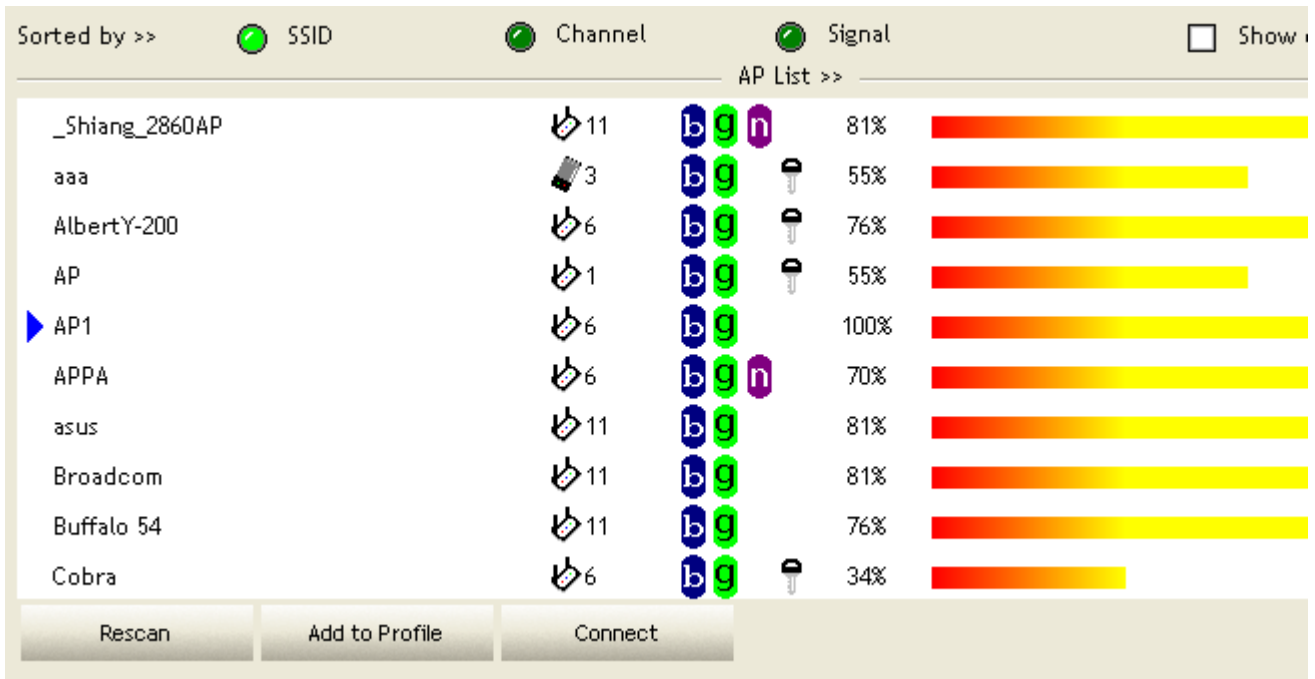 Sorted by >> SSID Channel Signal Show
AP List >>
_Shiang_2860AP 11 b g n 81%
aaa 3 b g 55%
AlbertY-200 6 b g 76%
AP 1 b g 55%
AP1 6 b g 100%
APPA 6 b g n 70%
asus 11 b g 81%
Broadcom 11 b g 81%
Buffalo 54 11 b g 76%
Cobra 6 b g 34%
Rescan Add to Profile Connect